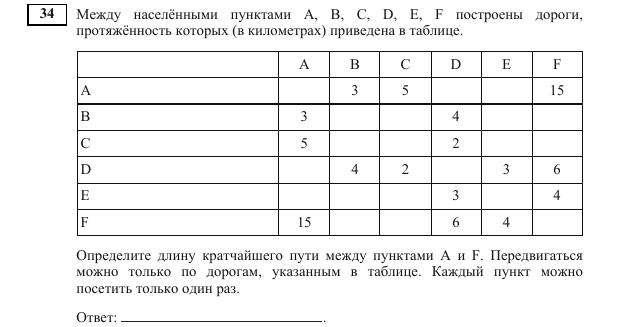 34 Между населёнными пунктами A, B, C, D, E, F построены дороги,
протяжённость которых (в километрах) приведена в таблице.
A B C D E F
A 3 5 15
B 3 4
C 5 2
D 4 2 3 6
E 3 4
F 15 6 4
Определите длину кратчайшего пути между пунктами A и F. Передвигаться
можно только по дорогам, указанным в таблице. Каждый пункт можно
посетить только один раз.
Ответ: ___________________________.